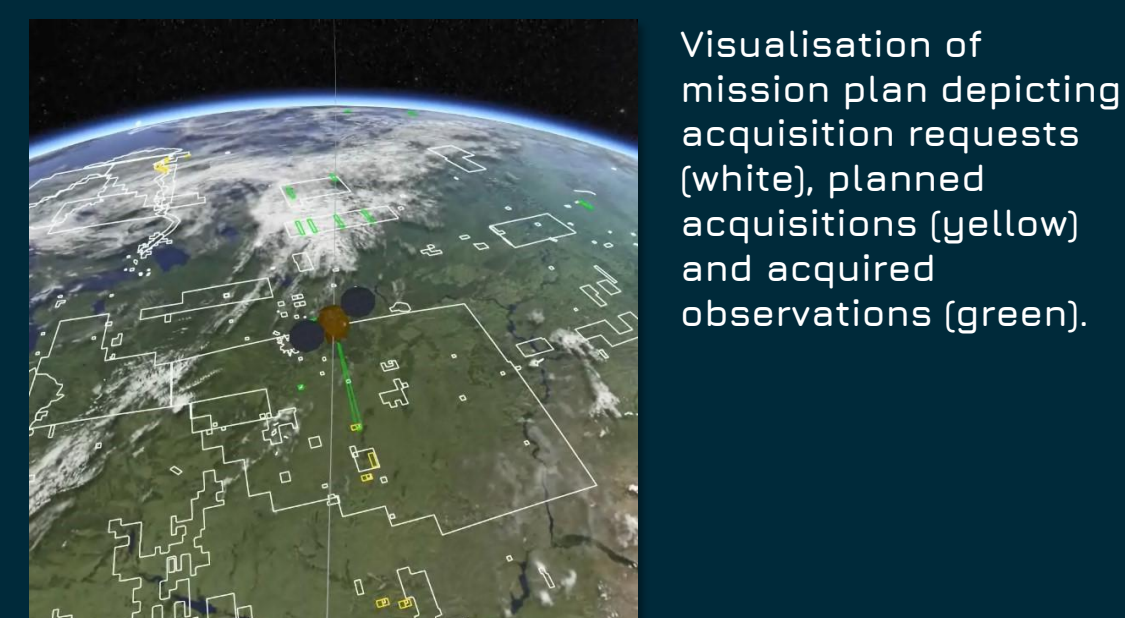 Visualisation of
mission plan depicting
acquisition requests
(white), planned
acquisitions (yellow)
and acquired
observations (green).